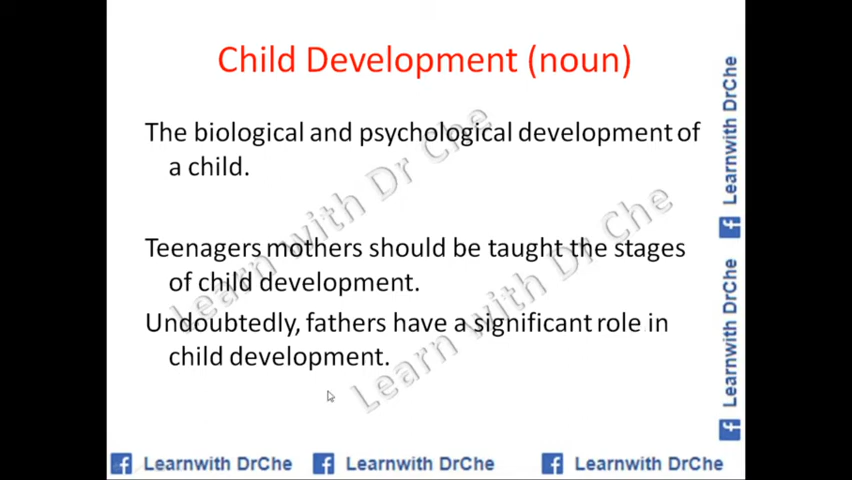 Child Development (noun)
The biological and psychological development of
a child.
Teenagers mothers should be taught the stages
of child development.
Undoubtedly, fathers have a significant role in
child development.
Learn with Dr Che
Learn with Dr Che
Learnwith DrChe
Learnwith DrChe
Learnwith DrChe
Learnwith DrChe
Learnwith DrChe